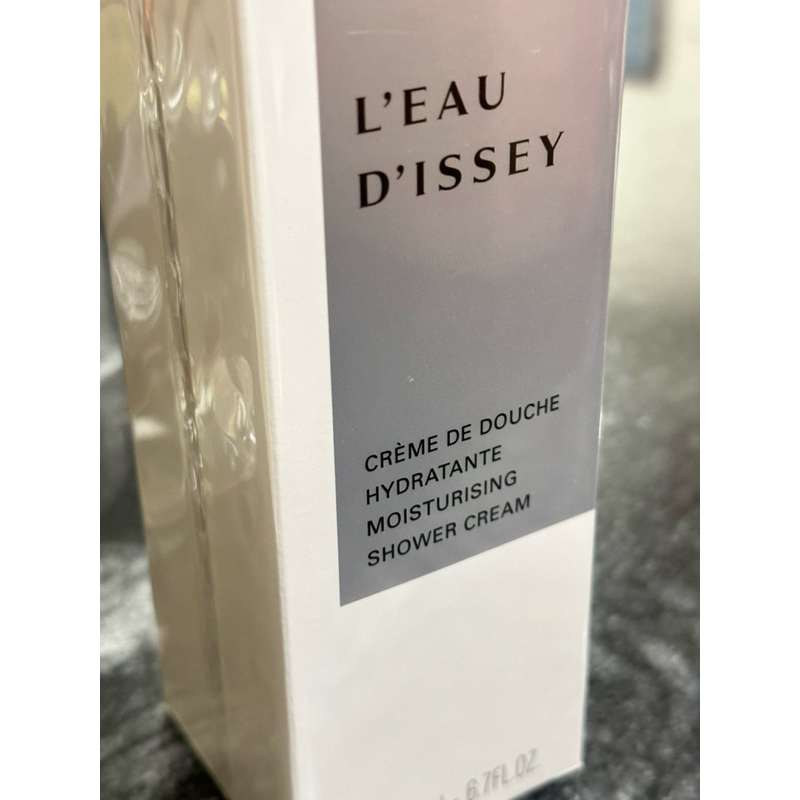 L'EAU
D'ISSEY
CRÈME DE DOUCHE
HYDRATANTE
MOISTURISING
SHOWER CREAM
- 6.7FL.OZ.